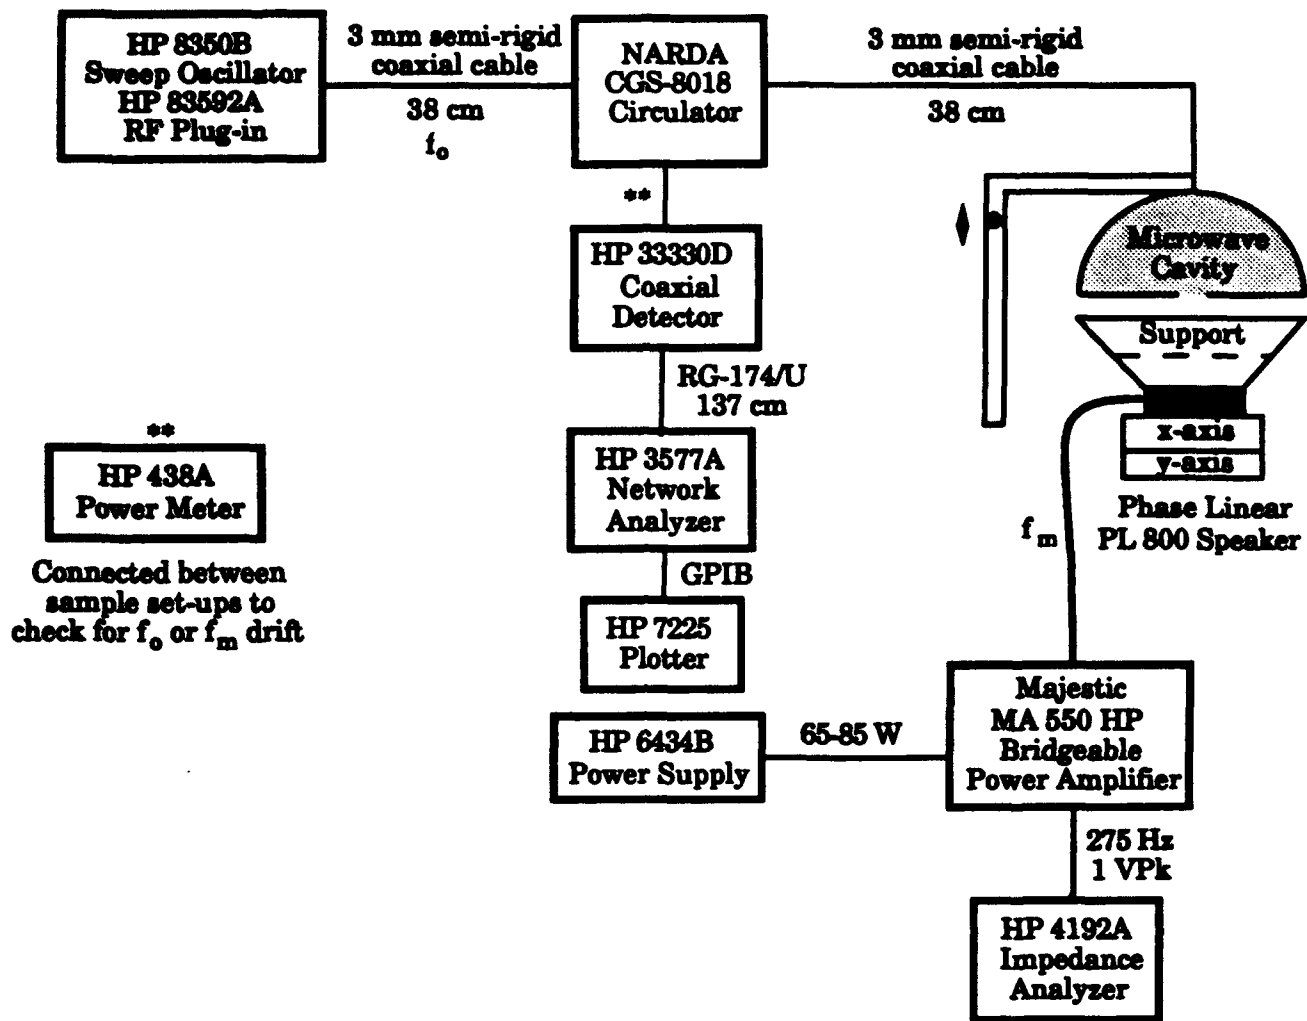 HP 8350B
Sweep Oscillator
HP 83592A
RF Plug-in
3 mm semi-rigid
coaxial cable
38 cm
fo
NARDA
CGS-8018
Circulator
3 mm semi-rigid
coaxial cable
38 cm
**
HP 33330D
Coaxial
Detector
Microwave
Cavity
Support
RG-174/U
137 cm
x-axis
y-axis
Phase Linear
PL 800 Speaker
fm
**
HP 438A
Power Meter
Connected between
sample set-ups to
check for fo or fm drift
HP 3577A
Network
Analyzer
GPIB
HP 7225
Plotter
HP 6434B
Power Supply
65-85 W
Majestic
MA 550 HP
Bridgeable
Power Amplifier
275 Hz
1 VPk
HP 4192A
Impedance
Analyzer